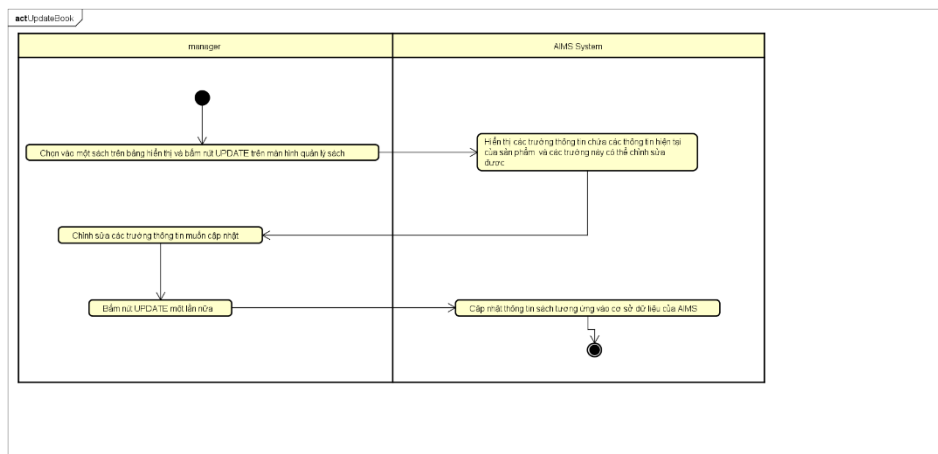 act UpdateBook
manager
AIMS System
Chọn vào một sách trên bảng hiển thị và bấm nút UPDATE trên màn hình quản lý sách
Hiển thị các trường thông tin chứa các thông tin hiện tại
của sản phẩm và các trường này có thể chỉnh sửa
được
Chỉnh sửa các trường thông tin muốn cập nhật
Bấm nút UPDATE một lần nữa
Cập nhật thông tin sách tương ứng vào cơ sở dữ liệu của AIMS